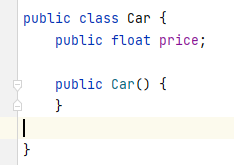 public class Car {
    public float price;
    public Car() {
    }
}